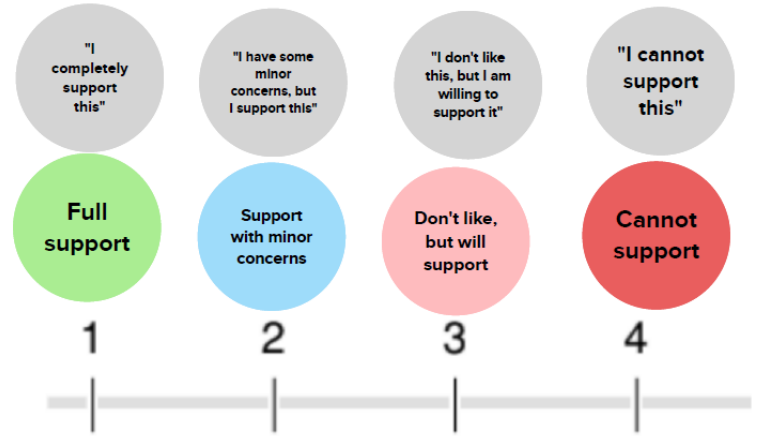 "I
completely
support
this"
"I have some
minor
concerns, but
I support this"
"I don't like
this, but I am
willing to
support it"
"I cannot
support
this"
Full
support
Support
with minor
concerns
Don't like,
but will
support
Cannot
support
1
2
3
4